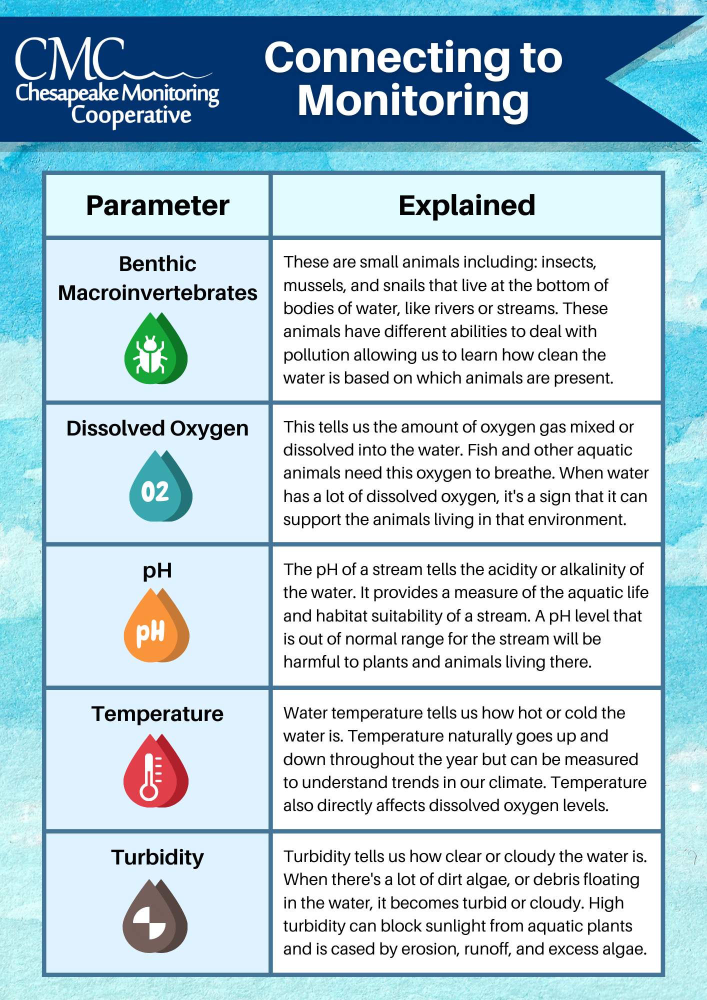 CMC
Chesapeake Monitoring
Cooperative
Connecting to
Monitoring
Parameter
Explained
Benthic
Macroinvertebrates
These are small animals including: insects,
mussels, and snails that live at the bottom of
bodies of water, like rivers or streams. These
animals have different abilities to deal with
pollution allowing us to learn how clean the
water is based on which animals are present.
Dissolved Oxygen
02
This tells us the amount of oxygen gas mixed or
dissolved into the water. Fish and other aquatic
animals need this oxygen to breathe. When water
has a lot of dissolved oxygen, it's a sign that it can
support the animals living in that environment.
pH
pH
The pH of a stream tells the acidity or alkalinity of
the water. It provides a measure of the aquatic life
and habitat suitability of a stream. A pH level that
is out of normal range for the stream will be
harmful to plants and animals living there.
Temperature
Water temperature tells us how hot or cold the
water is. Temperature naturally goes up and
down throughout the year but can be measured
to understand trends in our climate. Temperature
also directly affects dissolved oxygen levels.
Turbidity
Turbidity tells us how clear or cloudy the water is.
When there's a lot of dirt algae, or debris floating
in the water, it becomes turbid or cloudy. High
turbidity can block sunlight from aquatic plants
and is cased by erosion, runoff, and excess algae.